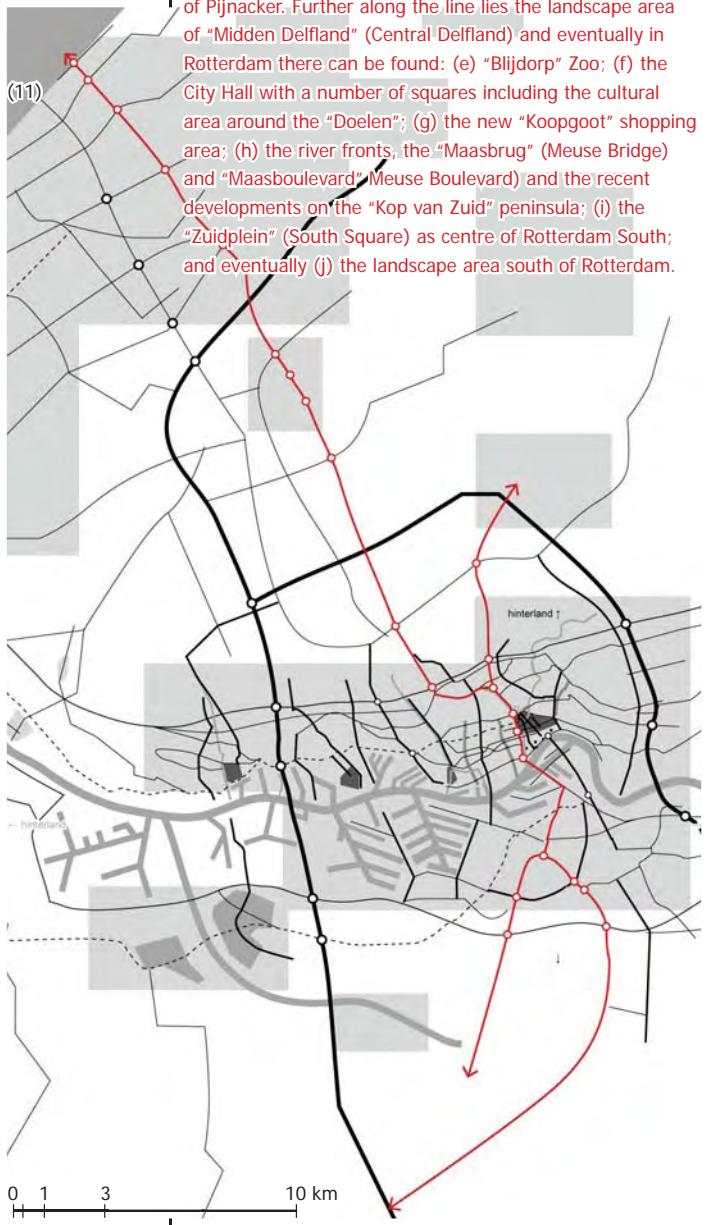 of Pijnacker. Further along the line lies the landscape area
of “Midden Delfland” (Central Delfland) and eventually in
Rotterdam there can be found: (e) “Blijdorp” Zoo; (f) the
City Hall with a number of squares including the cultural
area around the “Doelen”; (g) the new “Koopgoot” shopping
area; (h) the river fronts, the “Maasbrug” (Meuse Bridge)
and “Maasboulevard” Meuse Boulevard) and the recent
developments on the “Kop van Zuid” peninsula; (i) the
“Zuidplein” (South Square) as centre of Rotterdam South;
and eventually (j) the landscape area south of Rotterdam.
(11)
hinterland ↑
← hinterland
↓
0 1 3 10 km